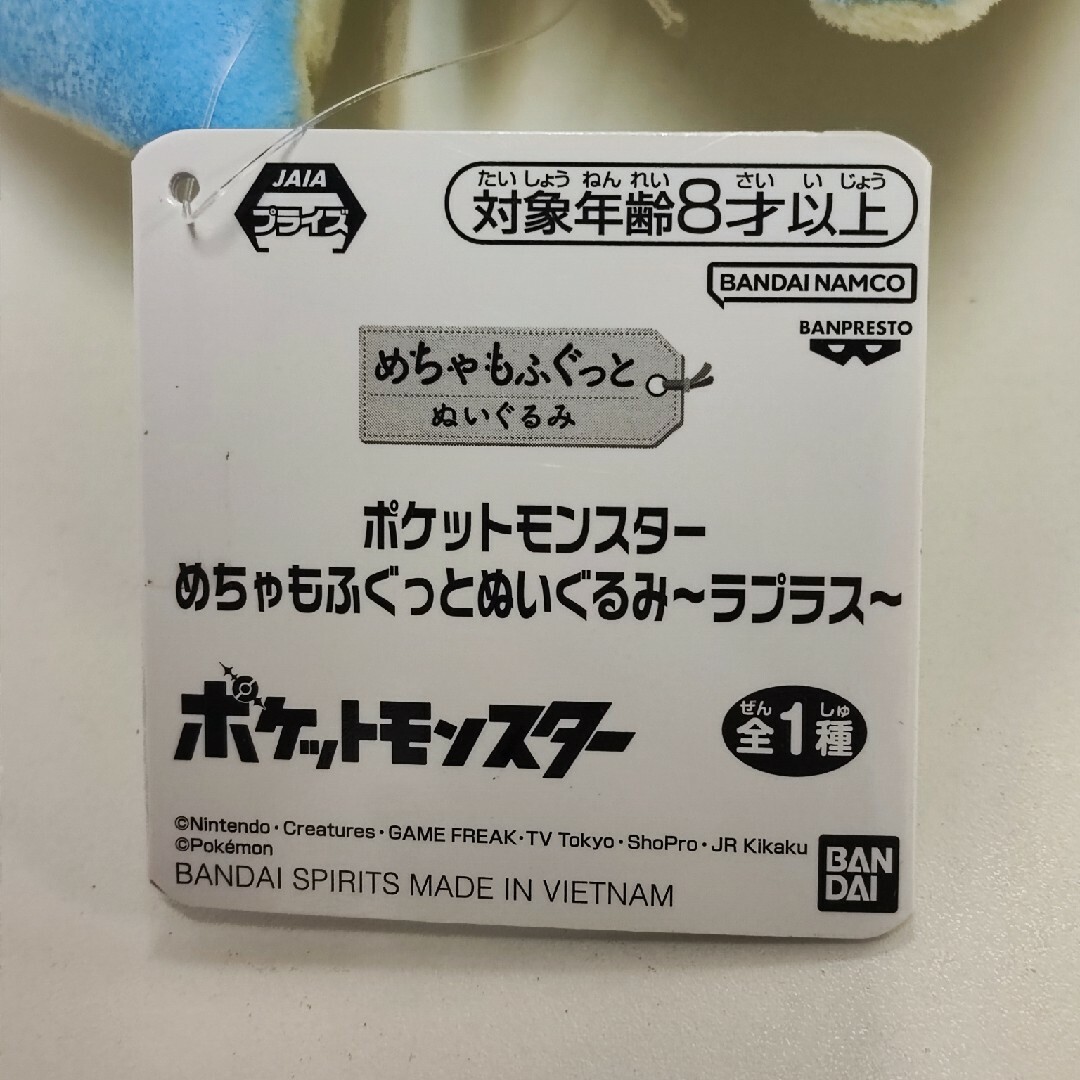 JAIA
プライズ
たいしょうねんれい さい いじょう
対象年齢8才以上
BANDAI NAMCO
BANPRESTO
めちゃもふぐっと
ぬいぐるみ
ポケットモンスター
めちゃもふぐっとぬいぐるみ~ラプラス~
ポケットモンスター
ぜん しゅ
全1種
©Nintendo・Creatures・GAME FREAK・TV Tokyo・ShoPro・JR Kikaku
©Pokémon
BANDAI SPIRITS MADE IN VIETNAM
BAN
DAI